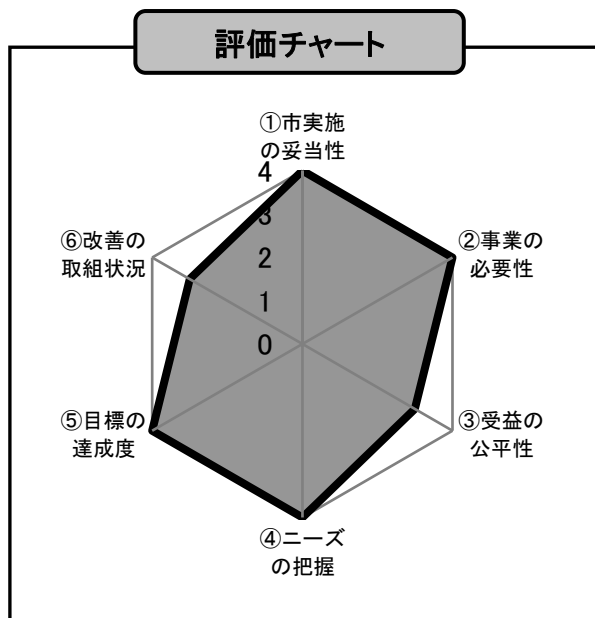 評価チャート
①市実施
の妥当性
4
3
2
1
0
②事業の
必要性
③受益の
公平性
④ニーズ
の把握
⑤目標の
達成度
⑥改善の
取組状況